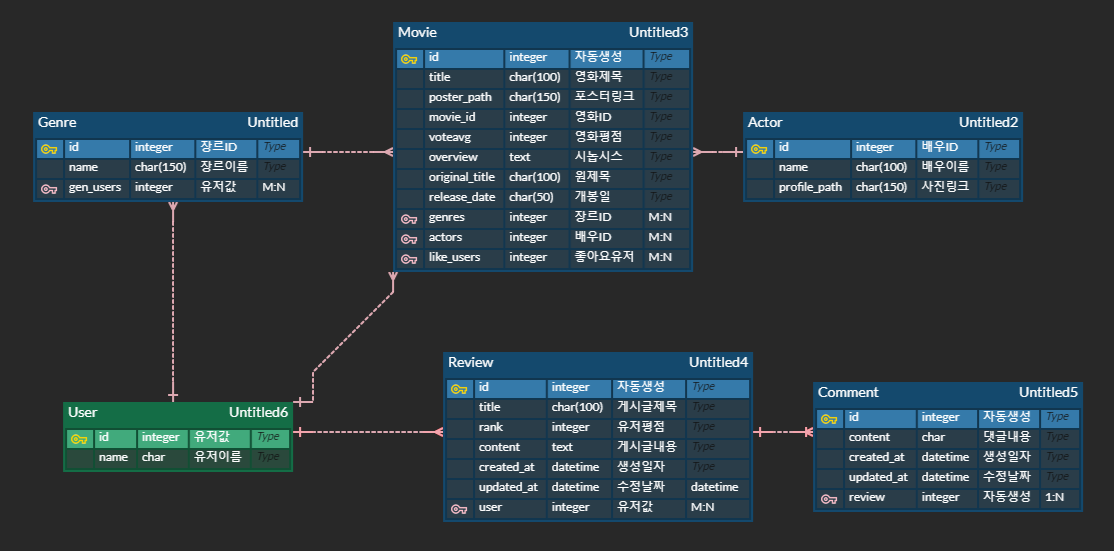 Movie Untitled3
id integer 자동생성 Type
title char(100) 영화제목 Type
poster_path char(150) 포스터링크 Type
movie_id integer 영화ID Type
voteavg integer 영화평점 Type
overview text 시놉시스 Type
original_title char(100) 원제목 Type
release_date char(50) 개봉일 Type
genres integer 장르ID M:N
actors integer 배우ID M:N
like_users integer 좋아요유저 M:N
Genre Untitled
id integer 장르ID Type
name char(150) 장르이름 Type
gen_users integer 유저값 M:N
Actor Untitled2
id integer 배우ID Type
name char(100) 배우이름 Type
profile_path char(150) 사진링크 Type
User Untitled6
id integer 유저값 Type
name char 유저이름 Type
Review Untitled4
id integer 자동생성 Type
title char(100) 게시글제목 Type
rank integer 유저평점 Type
content text 게시글내용 Type
created_at datetime 생성일자 Type
updated_at datetime 수정날짜 datetime
user integer 유저값 M:N
Comment Untitled5
id integer 자동생성 Type
content char 댓글내용 Type
created_at datetime 생성일자 Type
updated_at datetime 수정날짜 Type
review integer 자동생성 1:N